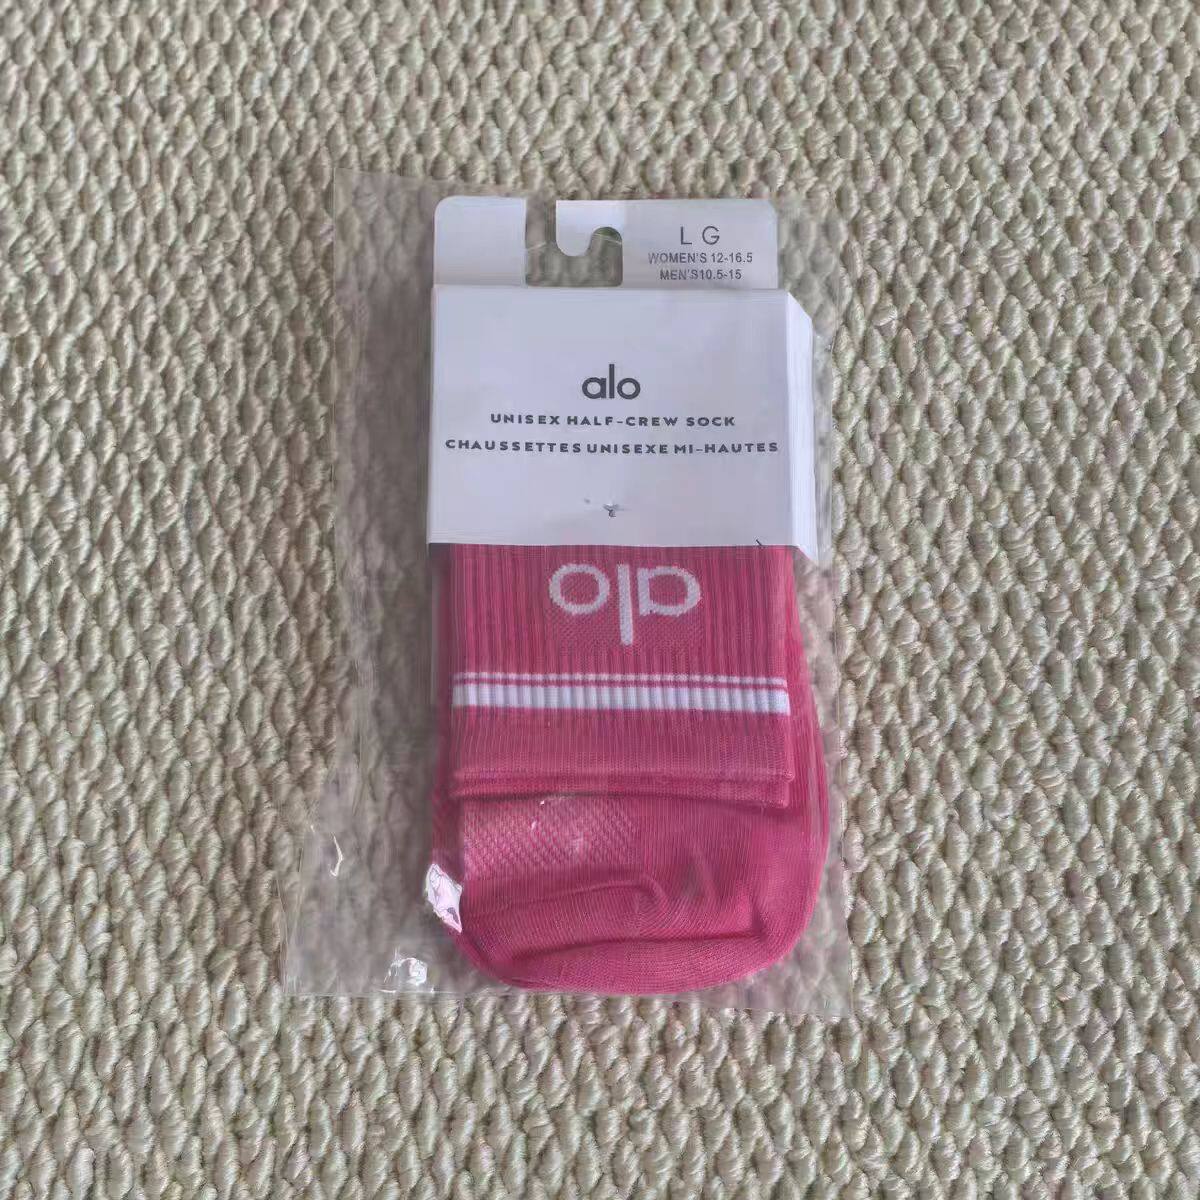 L G
WOMEN'S 12-16.5
MEN'S10.5-15
alo
UNISEX HALF-CREW SOCK
CHAUSSETTES UNISEXE MI-HAUTES
alo